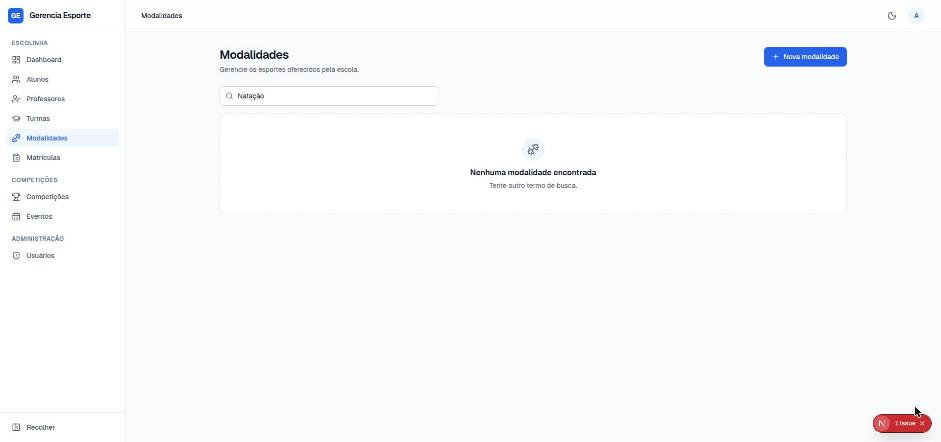 GE Gerencia Esporte
Modalidades
A
ESCOLINHA
Dashboard
Alunos
Professores
Turmas
Modalidades
Matrículas
COMPETIÇÕES
Competições
Eventos
ADMINISTRAÇÃO
Usuários
Recolher
Modalidades
Gerencie os esportes oferecidos pela escola.
+ Nova modalidade
Natação
Nenhuma modalidade encontrada
Tente outro termo de busca.
N 1 Issue